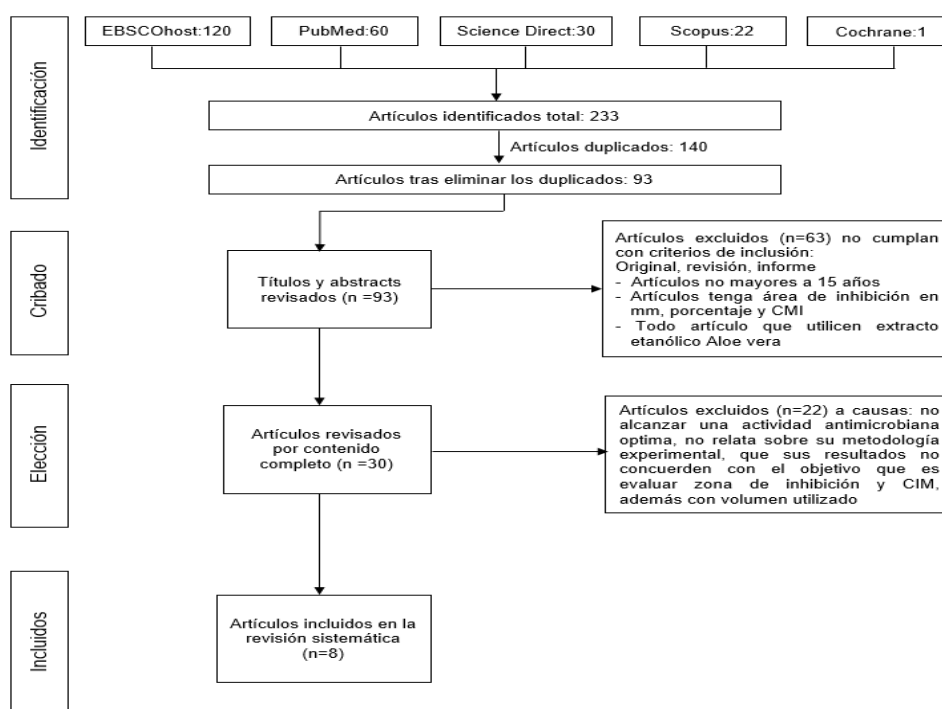 EBSCOhost:120
PubMed:60
Science Direct:30
Scopus:22
Cochrane:1
Identificación
Artículos identificados total: 233
Artículos duplicados: 140
Artículos tras eliminar los duplicados: 93
Cribado
Títulos y abstracts
revisados (n =93)
Artículos excluidos (n=63) no cumplan
con criterios de inclusión:
Original, revisión, informe
- Artículos no mayores a 15 años
- Artículos tenga área de inhibición en
mm, porcentaje y CMI
- Todo artículo que utilicen extracto
etanólico Aloe vera
Elección
Artículos revisados
por contenido
completo (n =30)
Artículos excluidos (n=22) a causas: no
alcanzar una actividad antimicrobiana
optima, no relata sobre su metodología
experimental, que sus resultados no
concuerden con el objetivo que es
evaluar zona de inhibición y CIM,
además con volumen utilizado
Incluidos
Artículos incluidos en la
revisión sistemática
(n=8)